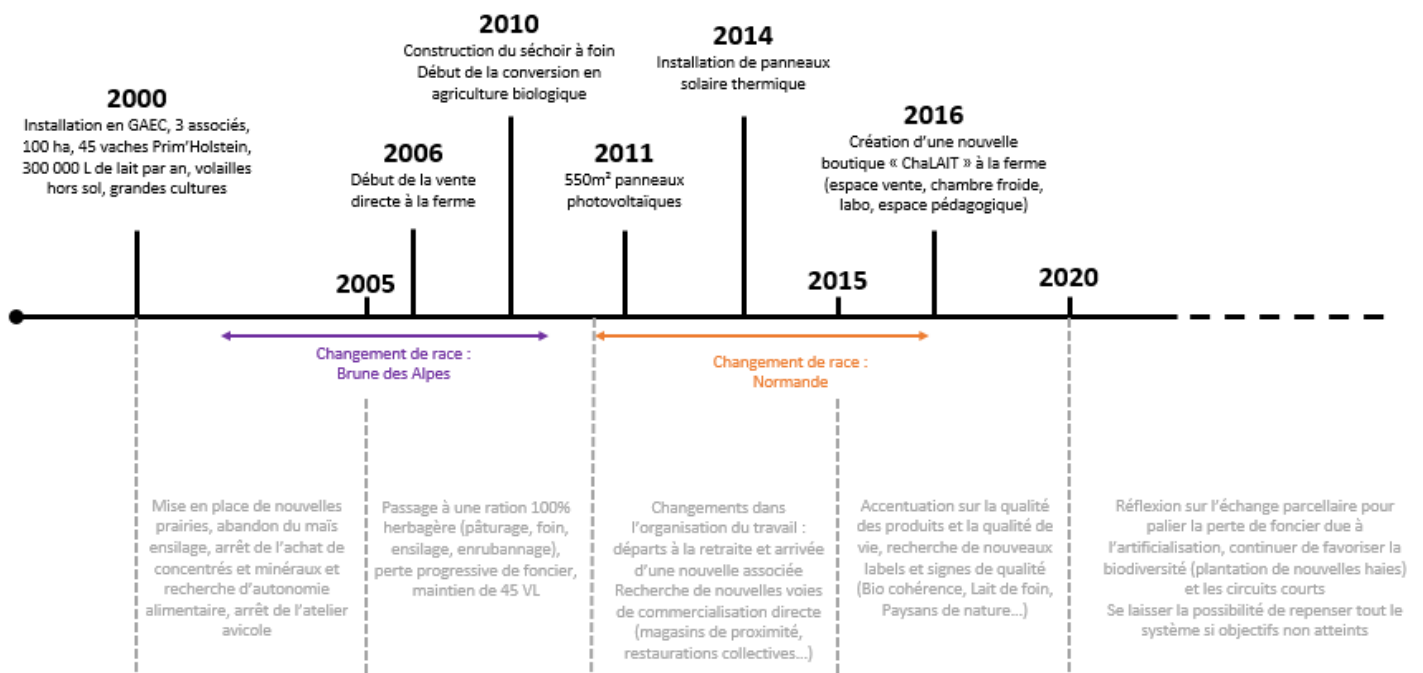 2000
Installation en GAEC, 3 associés,
100 ha, 45 vaches Prim'Holstein,
300 000 L de lait par an, volailles
hors sol, grandes cultures
2005
2006
Début de la vente
directe à la ferme
2010
Construction du séchoir à foin
Début de la conversion en
agriculture biologique
2011
550m² panneaux
photovoltaïques
2014
Installation de panneaux
solaire thermique
2015
2016
Création d'une nouvelle
boutique « ChaLAIT » à la ferme
(espace vente, chambre froide,
labo, espace pédagogique)
2020
Changement de race :
Brune des Alpes
Changement de race :
Normande
Mise en place de nouvelles
prairies, abandon du maïs
ensilage, arrêt de l'achat de
concentrés et minéraux et
recherche d'autonomie
alimentaire, arrêt de l'atelier
avicole
Passage à une ration 100%
herbagère (pâturage, foin,
ensilage, enrubannage),
perte progressive de foncier,
maintien de 45 VL
Changements dans
l'organisation du travail :
départs à la retraite et arrivée
d'une nouvelle associée
Recherche de nouvelles voies
de commercialisation directe
(magasins de proximité,
restaurations collectives...)
Accentuation sur la qualité
des produits et la qualité de
vie, recherche de nouveaux
labels et signes de qualité
(Bio cohérence, Lait de foin,
Paysans de nature...)
Réflexion sur l'échange parcellaire pour
palier la perte de foncier due à
l'artificialisation, continuer de favoriser la
biodiversité (plantation de nouvelles haies)
et les circuits courts
Se laisser la possibilité de repenser tout le
système si objectifs non atteints